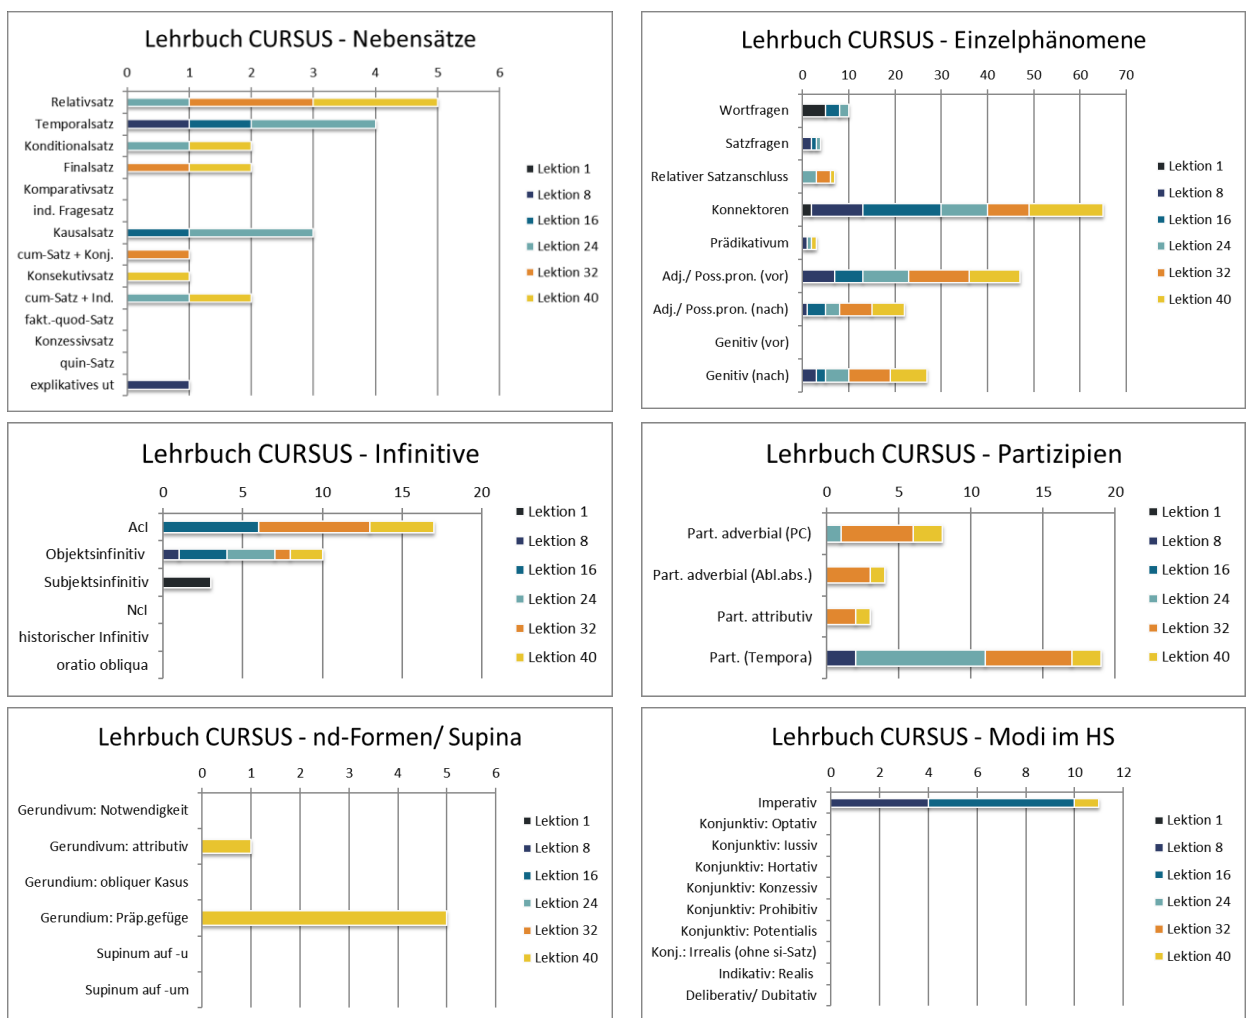 Lehrbuch CURSUS - Nebensätze
0 1 2 3 4 5 6
Relativsatz
Temporalsatz
Konditionalsatz
Finalsatz
Komparativsatz
ind. Fragesatz
Kausalsatz
cum-Satz + Konj.
Konsekutivsatz
cum-Satz + Ind.
fakt.-quod-Satz
Konzessivsatz
quin-Satz
explikatives ut
Lektion 1
Lektion 8
Lektion 16
Lektion 24
Lektion 32
Lektion 40
Lehrbuch CURSUS - Einzelphänomene
0 10 20 30 40 50 60 70
Wortfragen
Satzfragen
Relativer Satzanschluss
Konnektoren
Prädikativum
Adj./ Poss.pron. (vor)
Adj./ Poss.pron. (nach)
Genitiv (vor)
Genitiv (nach)
Lektion 1
Lektion 8
Lektion 16
Lektion 24
Lektion 32
Lektion 40
Lehrbuch CURSUS - Infinitive
0 5 10 15 20
AcI
Objektsinfinitiv
Subjektsinfinitiv
NcI
historischer Infinitiv
oratio obliqua
Lektion 1
Lektion 8
Lektion 16
Lektion 24
Lektion 32
Lektion 40
Lehrbuch CURSUS - Partizipien
0 5 10 15 20
Part. adverbial (PC)
Part. adverbial (Abl.abs.)
Part. attributiv
Part. (Tempora)
Lektion 1
Lektion 8
Lektion 16
Lektion 24
Lektion 32
Lektion 40
Lehrbuch CURSUS - nd-Formen/ Supina
0 1 2 3 4 5 6
Gerundivum: Notwendigkeit
Gerundivum: attributiv
Gerundium: obliquer Kasus
Gerundium: Präp.gefüge
Supinum auf -u
Supinum auf -um
Lektion 1
Lektion 8
Lektion 16
Lektion 24
Lektion 32
Lektion 40
Lehrbuch CURSUS - Modi im HS
0 2 4 6 8 10 12
Imperativ
Konjunktiv: Optativ
Konjunktiv: Iussiv
Konjunktiv: Hortativ
Konjunktiv: Konzessiv
Konjunktiv: Prohibitiv
Konjunktiv: Potentialis
Konj.: Irrealis (ohne si-Satz)
Indikativ: Realis
Deliberativ/ Dubitativ
Lektion 1
Lektion 8
Lektion 16
Lektion 24
Lektion 32
Lektion 40